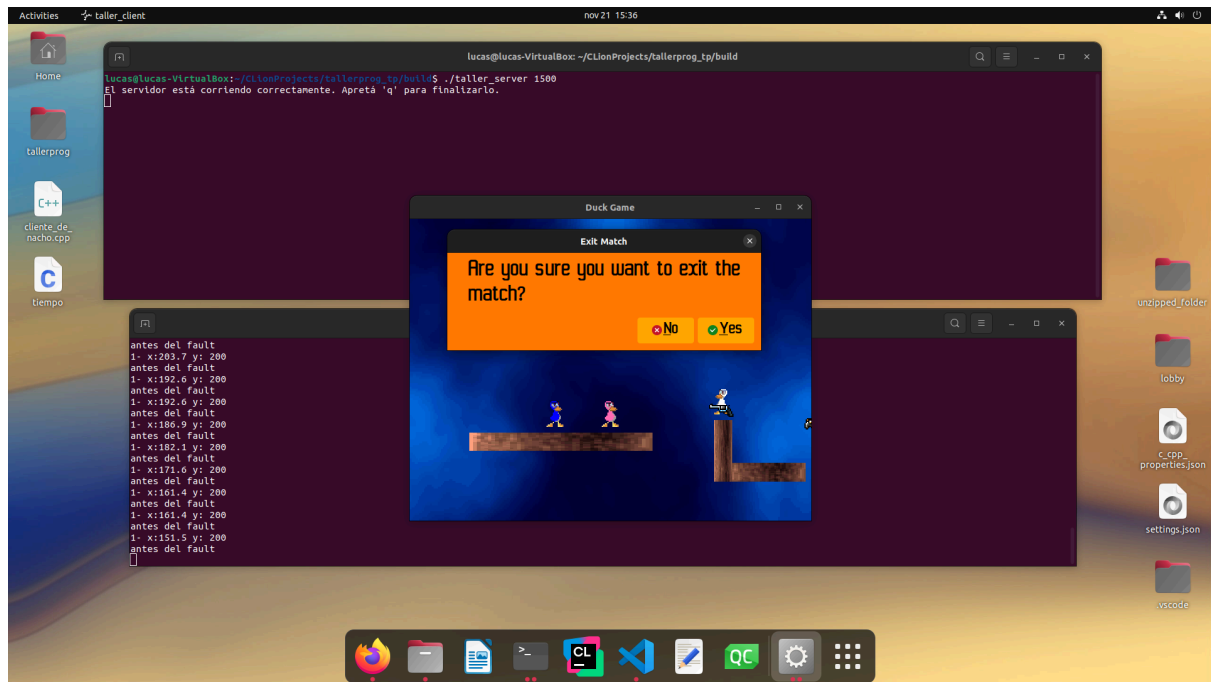 Activities
taller_client
nov 21 15:36
Home
tallerprog
C++
cliente_de_
nacho.cpp
C
tiempo
lucas@lucas-VirtualBox: ~/CLionProjects/tallerprog_tp/build
lucas@lucas-VirtualBox:~/CLionProjects/tallerprog_tp/build$ ./taller_server 1500
El servidor está corriendo correctamente. Apretá 'q' para finalizarlo.
Duck Game
Exit Match
Are you sure you want to exit the
match?
No
Yes
antes del fault
1- x:203.7 y: 200
antes del fault
1- x:192.6 y: 200
antes del fault
1- x:192.6 y: 200
antes del fault
1- x:186.9 y: 200
antes del fault
1- x:182.1 y: 200
antes del fault
1- x:171.6 y: 200
antes del fault
1- x:161.4 y: 200
antes del fault
1- x:161.4 y: 200
antes del fault
1- x:151.5 y: 200
antes del fault
unzipped_folder
lobby
c_cpp_
properties.json
settings.json
.vscode
>_
CL
QC